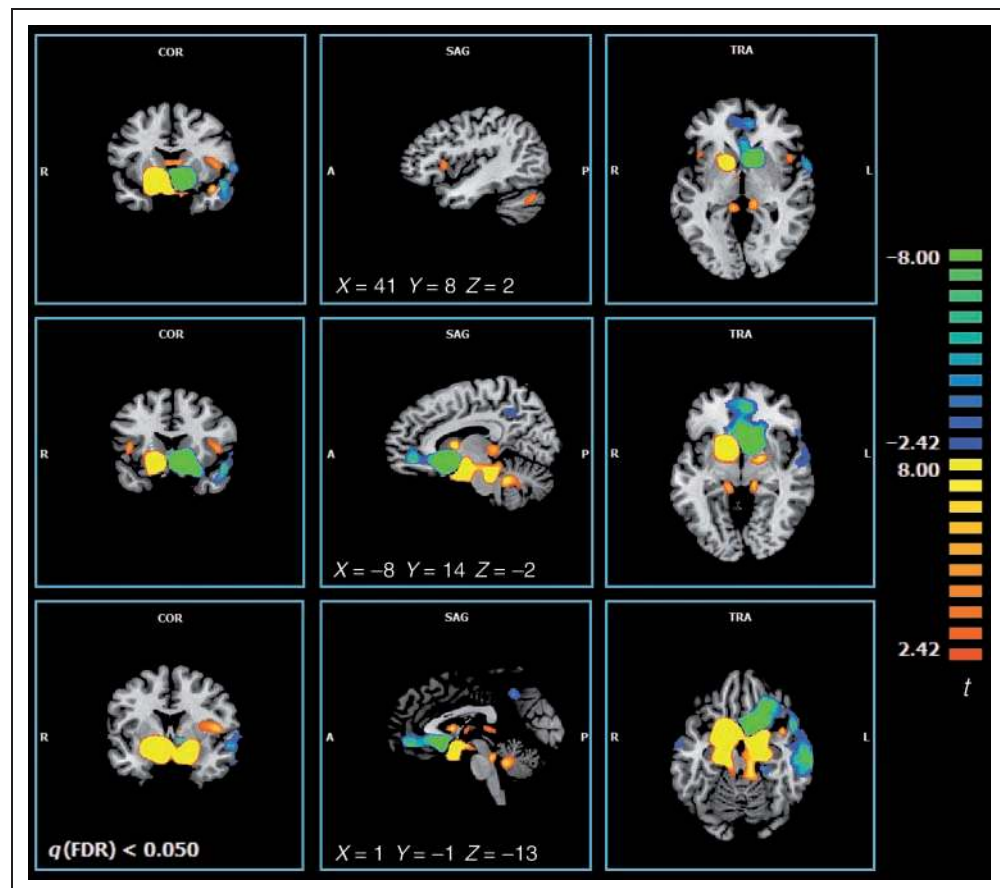 COR SAG TRA
R A P R L
X = 41 Y = 8 Z = 2
COR SAG TRA
R A P R L
X = −8 Y = 14 Z = −2
COR SAG TRA
R A P R L
q(FDR) < 0.050 X = 1 Y = −1 Z = −13
−8.00
−2.42
8.00
2.42
t